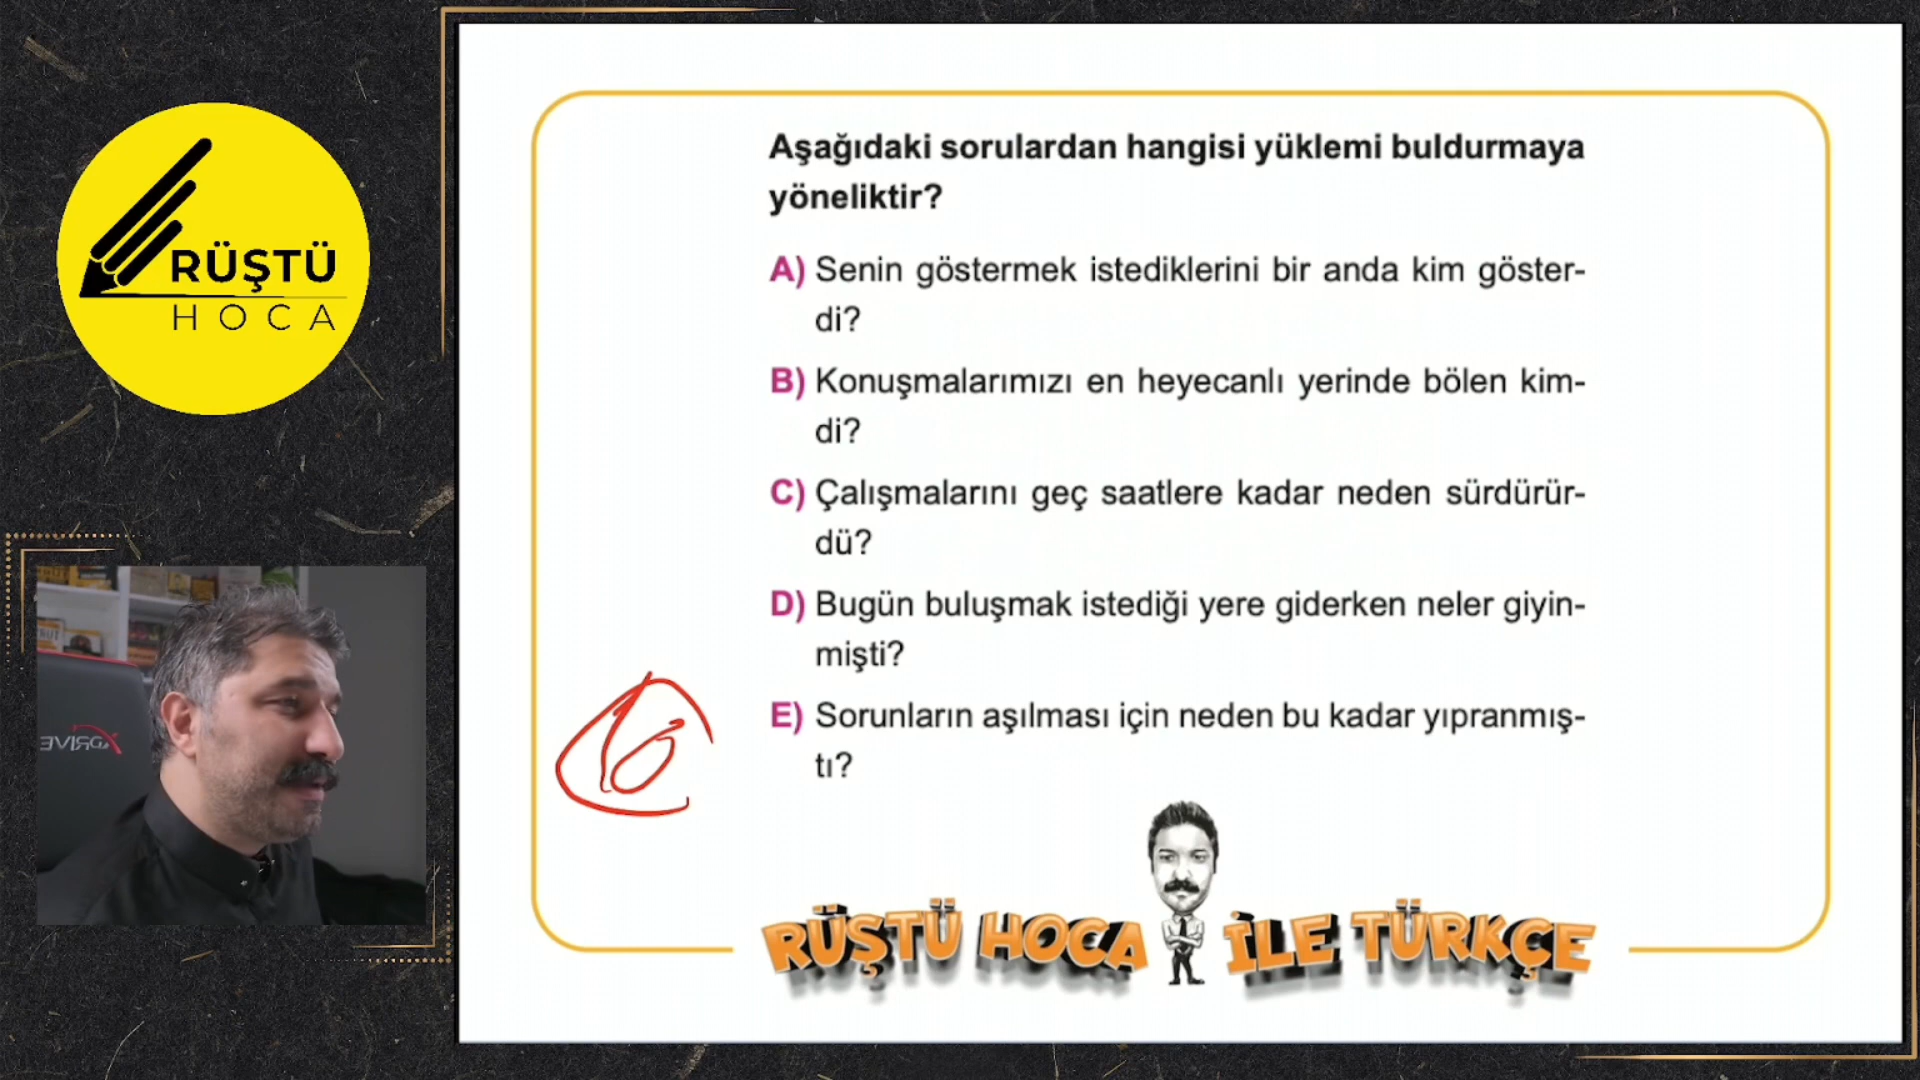 RÜŞTÜ
HOCA
Aşağıdaki sorulardan hangisi yüklemi buldurmaya
yöneliktir?
A) Senin göstermek istediklerini bir anda kim göster-
di?
B) Konuşmalarımızı en heyecanlı yerinde bölen kim-
di?
C) Çalışmalarını geç saatlere kadar neden sürdürür-
dü?
D) Bugün buluşmak istediği yere giderken neler giyin-
mişti?
E) Sorunların aşılması için neden bu kadar yıpranmış-
tı?
16
RÜŞTÜ HOCA İLE TÜRKÇE